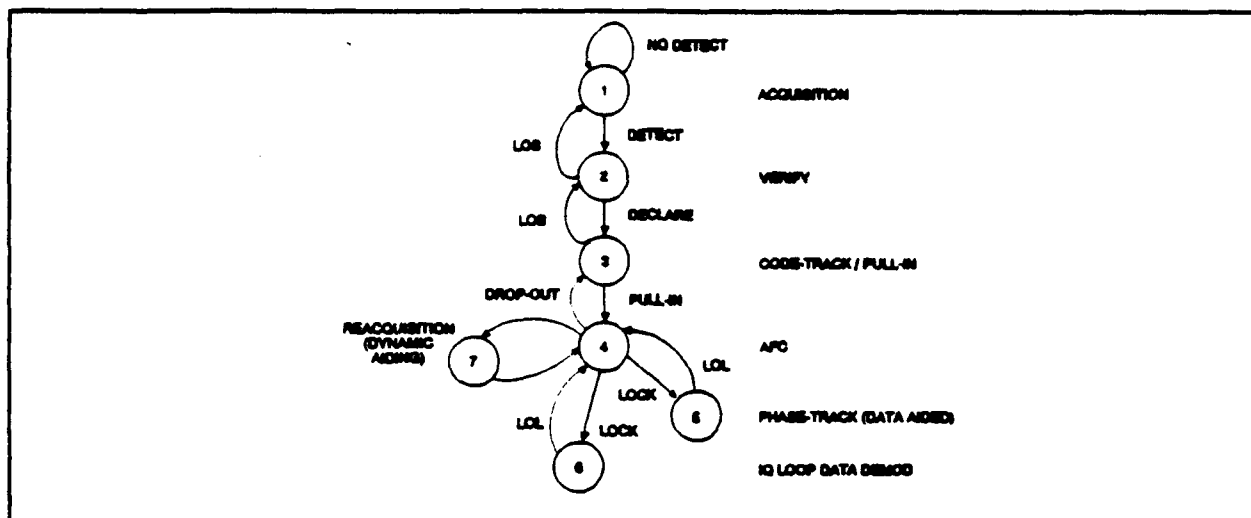 NO DETECT
1
ACQUISITION
DETECT
LOS
2
VERIFY
LOS
DECLARE
3
CODE-TRACK / PULL-IN
DROP-OUT
PULL-IN
REACQUISITION
(DYNAMIC
AIDING)
7
4
AFC
LOL
LOCK
5
PHASE-TRACK (DATA AIDED)
LOL
LOCK
6
IQ LOOP DATA DEMOD